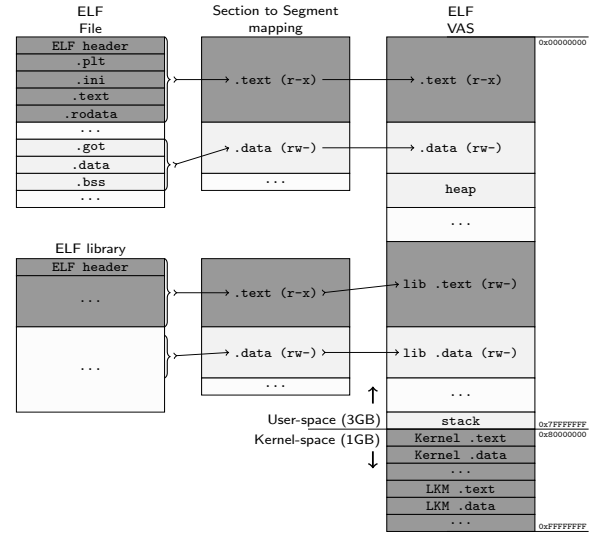 ELF
File
Section to Segment
mapping
ELF
VAS
0x00000000
ELF header
.plt
.ini
.text
.rodata
...
.got
.data
.bss
...
.text (r-x)
.data (rw-)
...
.text (r-x)
.data (rw-)
heap
...
ELF library
ELF header
...
...
.text (r-x)
.data (rw-)
...
lib .text (rw-)
lib .data (rw-)
...
User-space (3GB)
stack
0x7FFFFFFF
Kernel-space (1GB)
0x80000000
Kernel .text
Kernel .data
...
LKM .text
LKM .data
...
0xFFFFFFFF